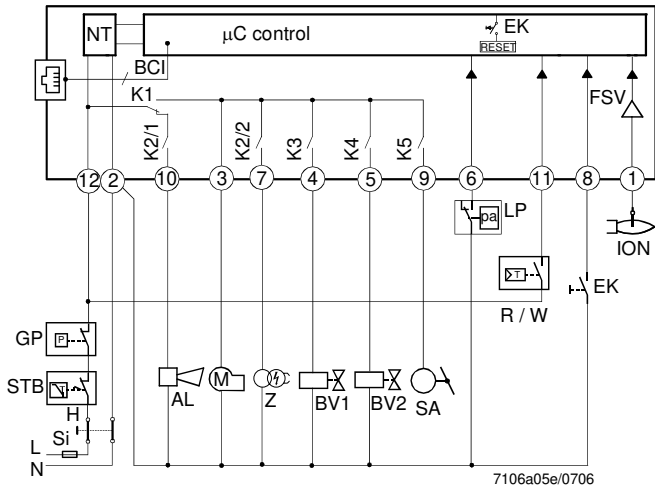 NT
µC control
EK
RESET
BCI
FSV
K1
K2/1
K2/2
K3
K4
K5
12
2
10
3
7
4
5
9
6
11
8
1
LP
pa
ION
T
R / W
EK
GP
P
STB
T
H
Si
L
N
AL
M
Z
BV1
BV2
SA
7106a05e/0706